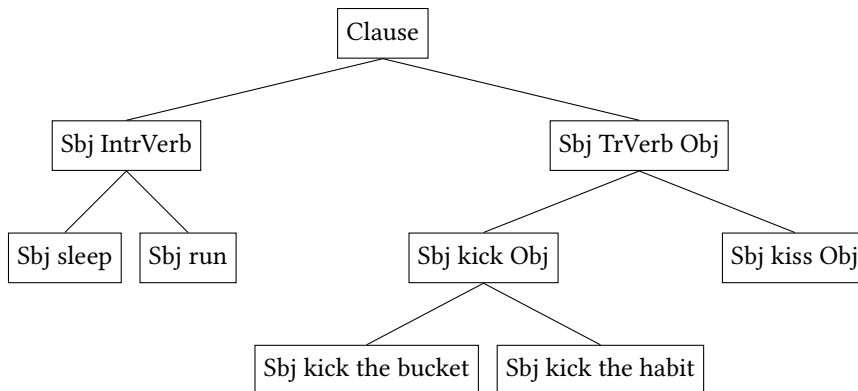 Clause
Sbj IntrVerb
Sbj TrVerb Obj
Sbj sleep
Sbj run
Sbj kick Obj
Sbj kiss Obj
Sbj kick the bucket
Sbj kick the habit